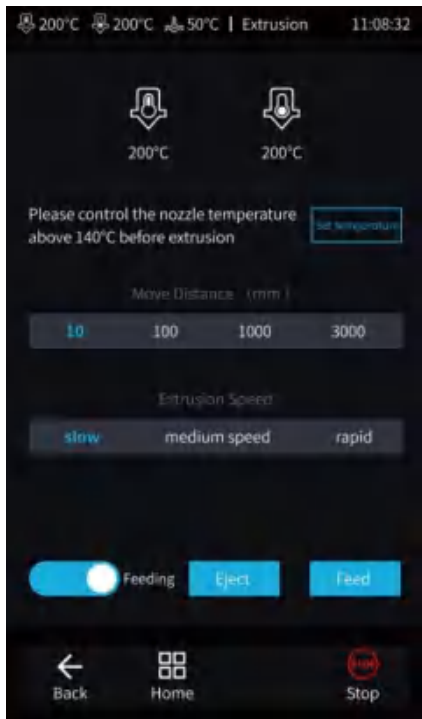 200°C 200°C 50°C | Extrusion 11:08:32
200°C 200°C
Please control the nozzle temperature
above 140°C before extrusion
Set temperature
Move Distance (mm)
10 100 1000 3000
Extrusion Speed
slow medium speed rapid
Feeding Eject Feed
STOP
Back Home Stop